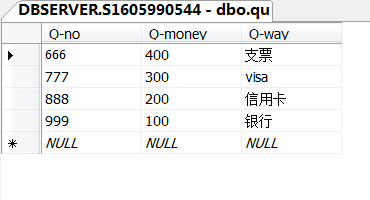 DBSERVER.S1605990544 - dbo.qu
Q-no Q-money Q-way
666 400 支票
777 300 visa
888 200 信用卡
999 100 银行
NULL NULL NULL